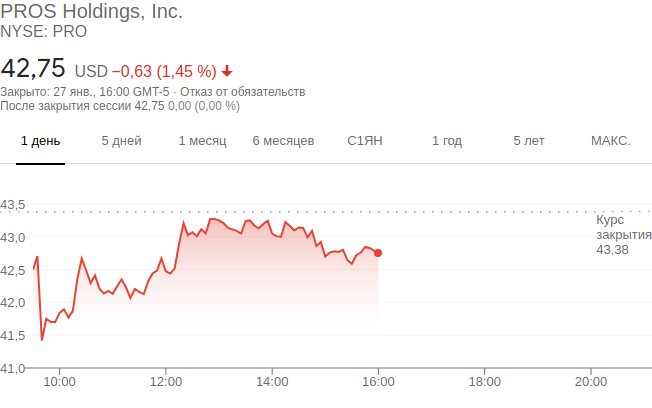 PROS Holdings, Inc.
NYSE: PRO
42,75 USD −0,63 (1,45 %)
Закрыто: 27 янв., 16:00 GMT-5 · Отказ от обязательств
После закрытия сессии 42,75 0,00 (0,00 %)
1 день 5 дней 1 месяц 6 месяцев С1ЯН 1 год 5 лет МАКС.
43,5
Курс
закрытия
43,38
43,0
42,5
42,0
41,5
41,0
10:00 12:00 14:00 16:00 18:00 20:00